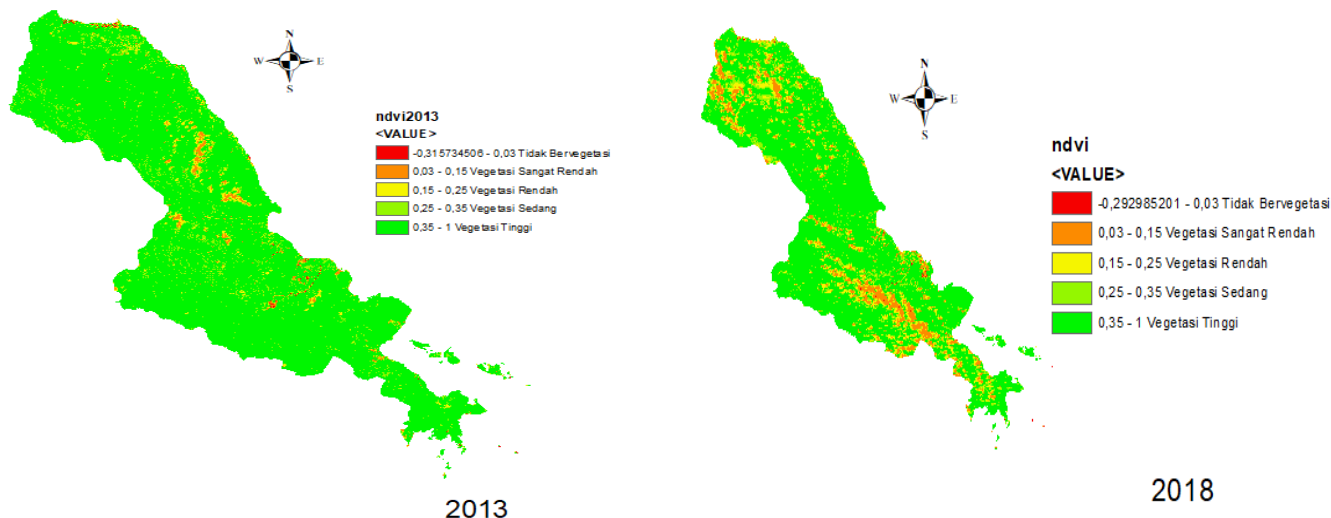 N
W E
S
ndvi2013
<VALUE>
-0,315734506 - 0,03 Tidak Bervegetasi
0,03 - 0,15 Vegetasi Sangat Rendah
0,15 - 0,25 Vegetasi Rendah
0,25 - 0,35 Vegetasi Sedang
0,35 - 1 Vegetasi Tinggi
2013
N
W E
S
ndvi
<VALUE>
-0,292985201 - 0,03 Tidak Bervegetasi
0,03 - 0,15 Vegetasi Sangat Rendah
0,15 - 0,25 Vegetasi Rendah
0,25 - 0,35 Vegetasi Sedang
0,35 - 1 Vegetasi Tinggi
2018